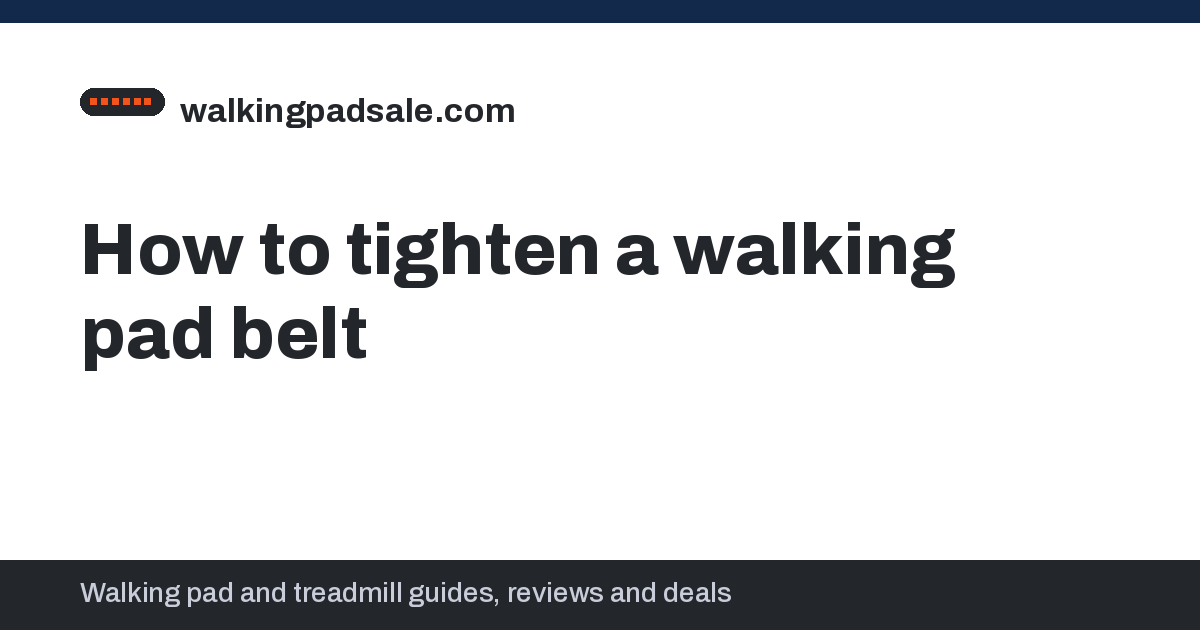 walkingpadsale.com
How to tighten a walking
pad belt
Walking pad and treadmill guides, reviews and deals